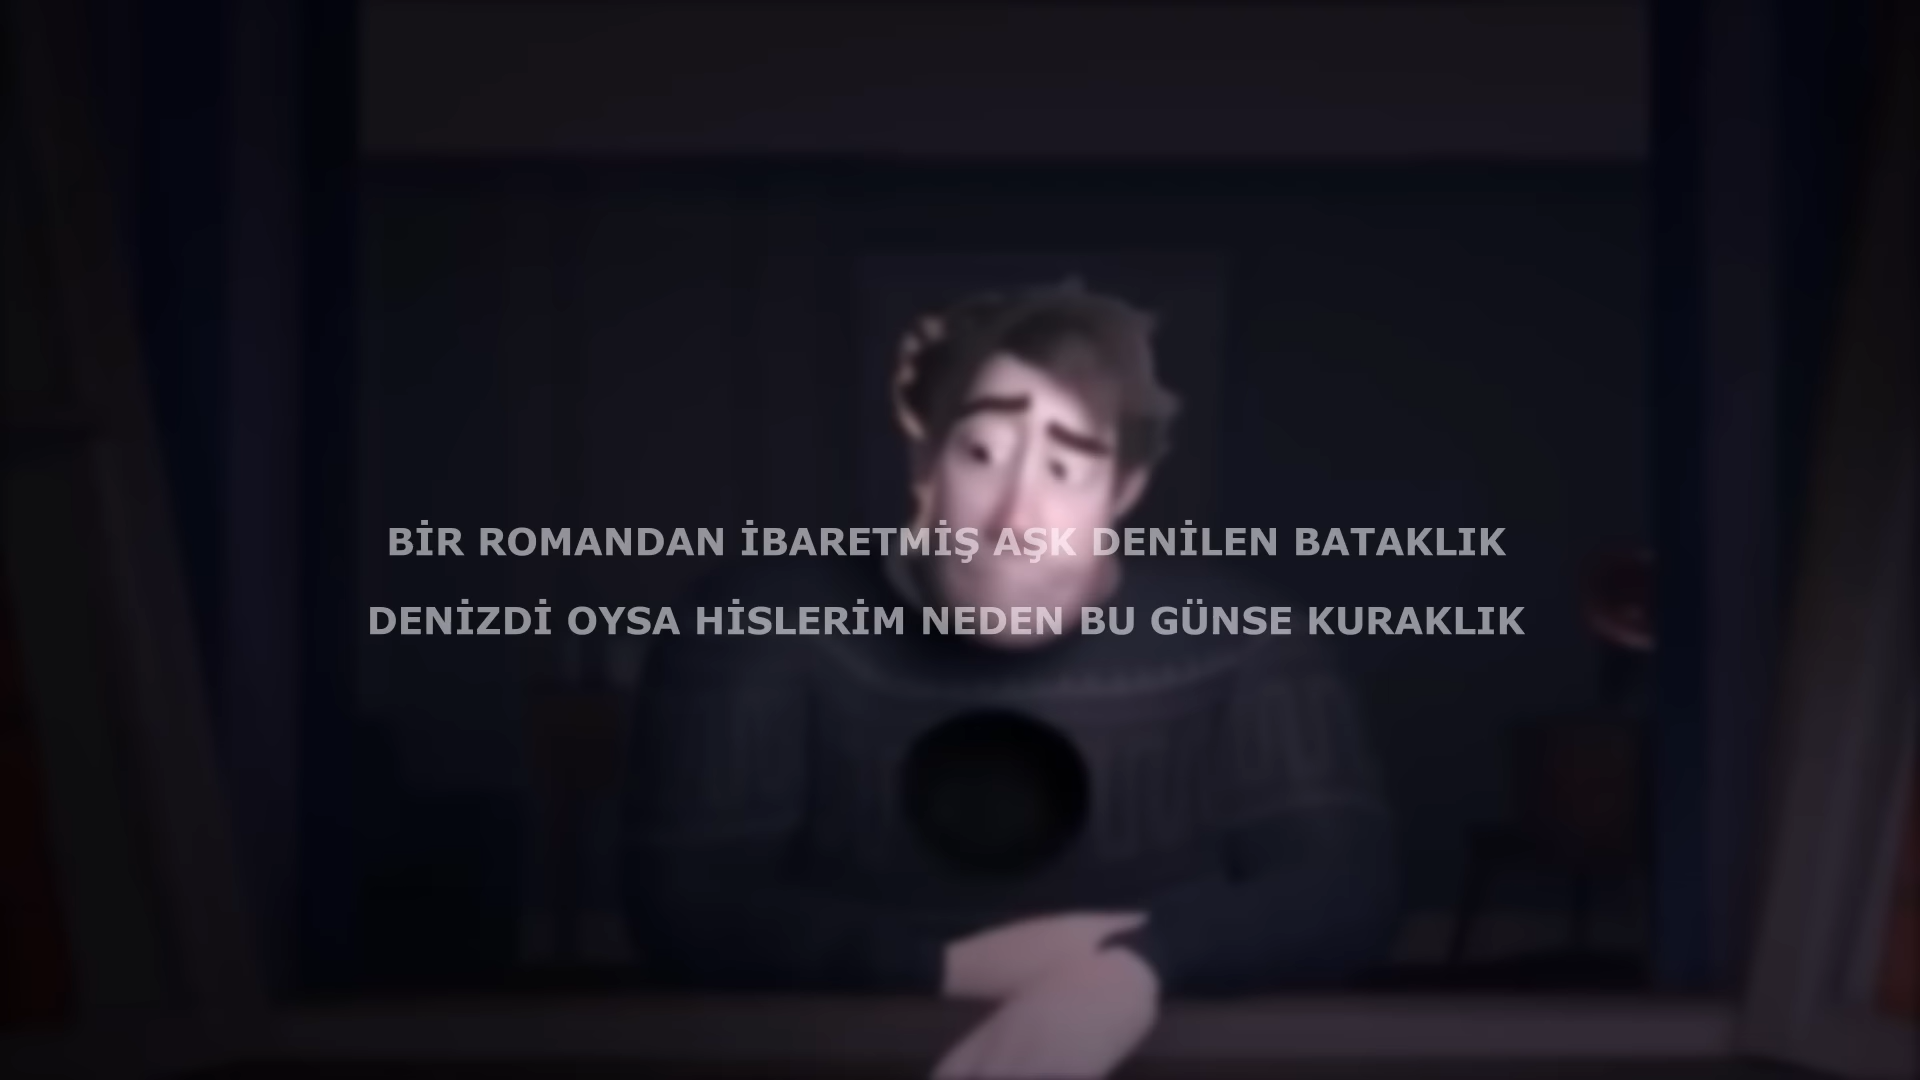 BİR ROMANDAN İBARETMİŞ AŞK DENİLEN BATAKLIK
DENİZDİ OYSA HİSLERİM NEDEN BU GÜNSE KURAKLIK